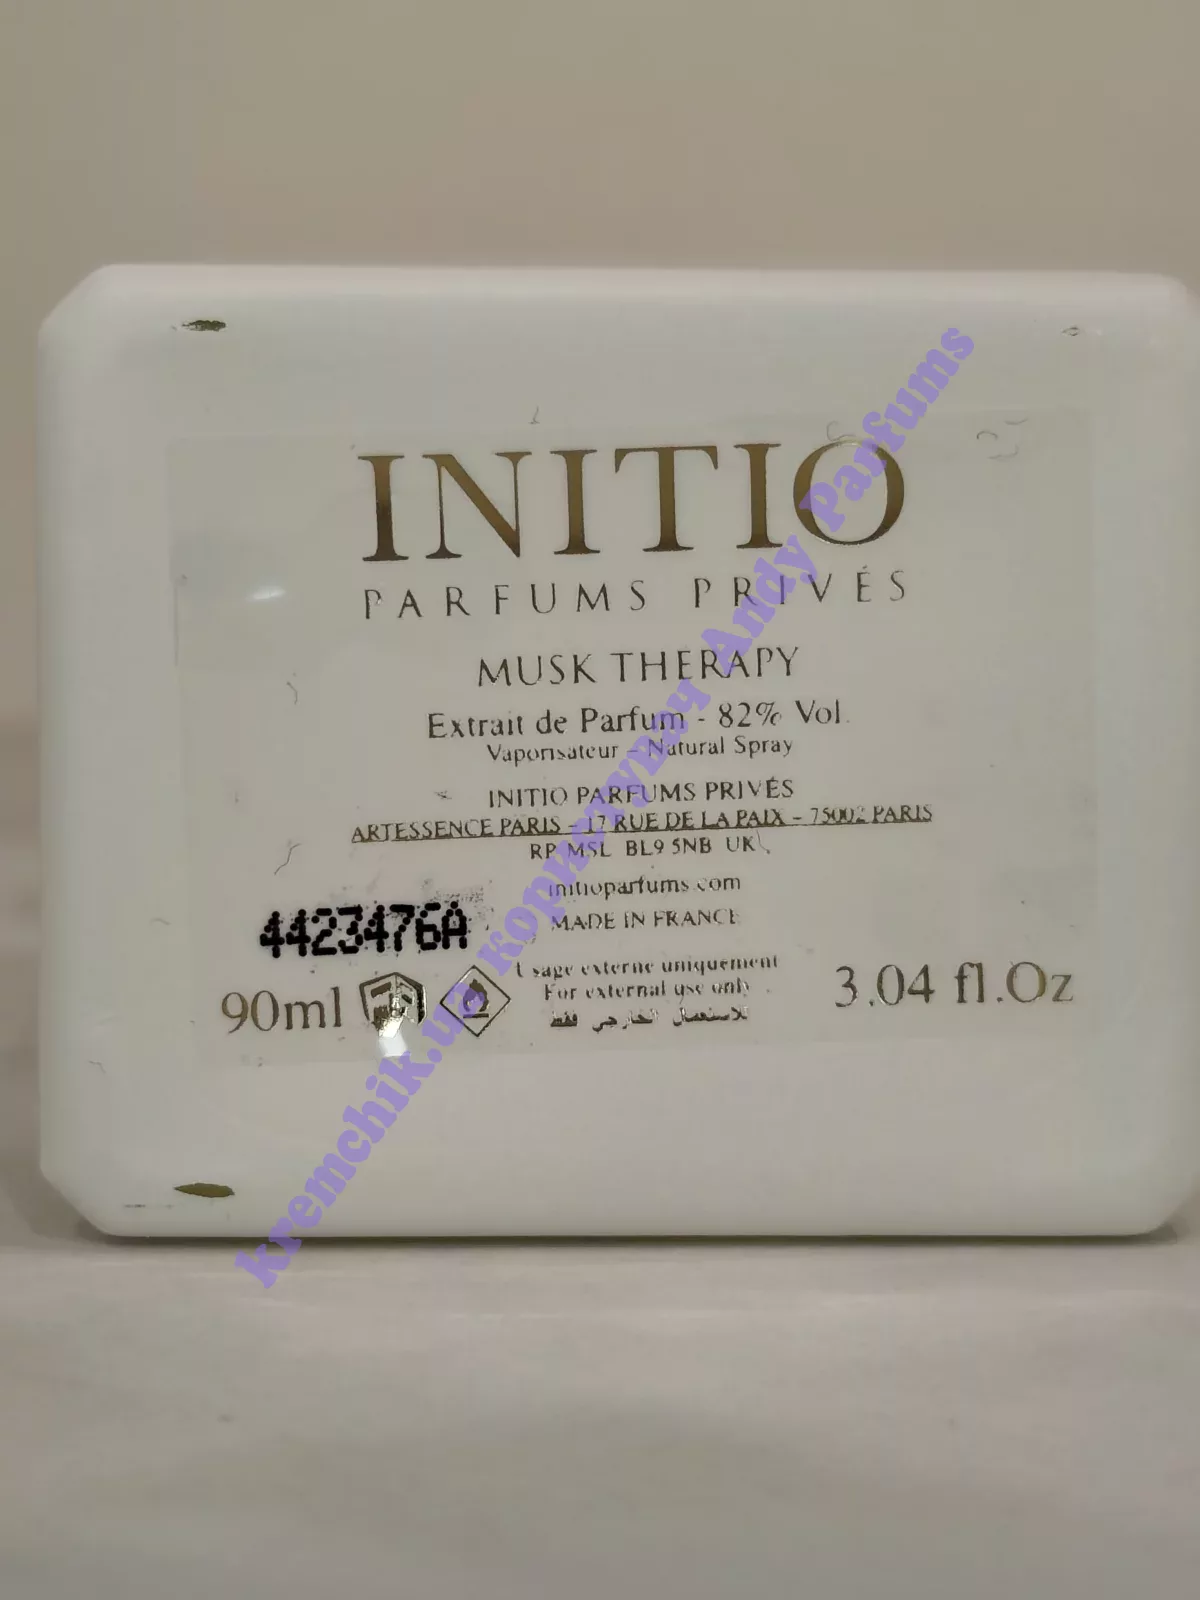 INITIO
PARFUMS PRIVÉS
MUSK THERAPY
Extrait de Parfum - 82% Vol.
Vaporisateur – Natural Spray
INITIO PARFUMS PRIVÉS
ARTESSENCE PARIS – 17 RUE DE LA PAIX – 75002 PARIS
RP MSL BL9 5NB UK
initioparfums.com
MADE IN FRANCE
4423476A
Usage externe uniquement
For external use only
للاستعمال الخارجي فقط
90ml
3.04 fl.Oz
kremchik.ua користувач Andy Parfums